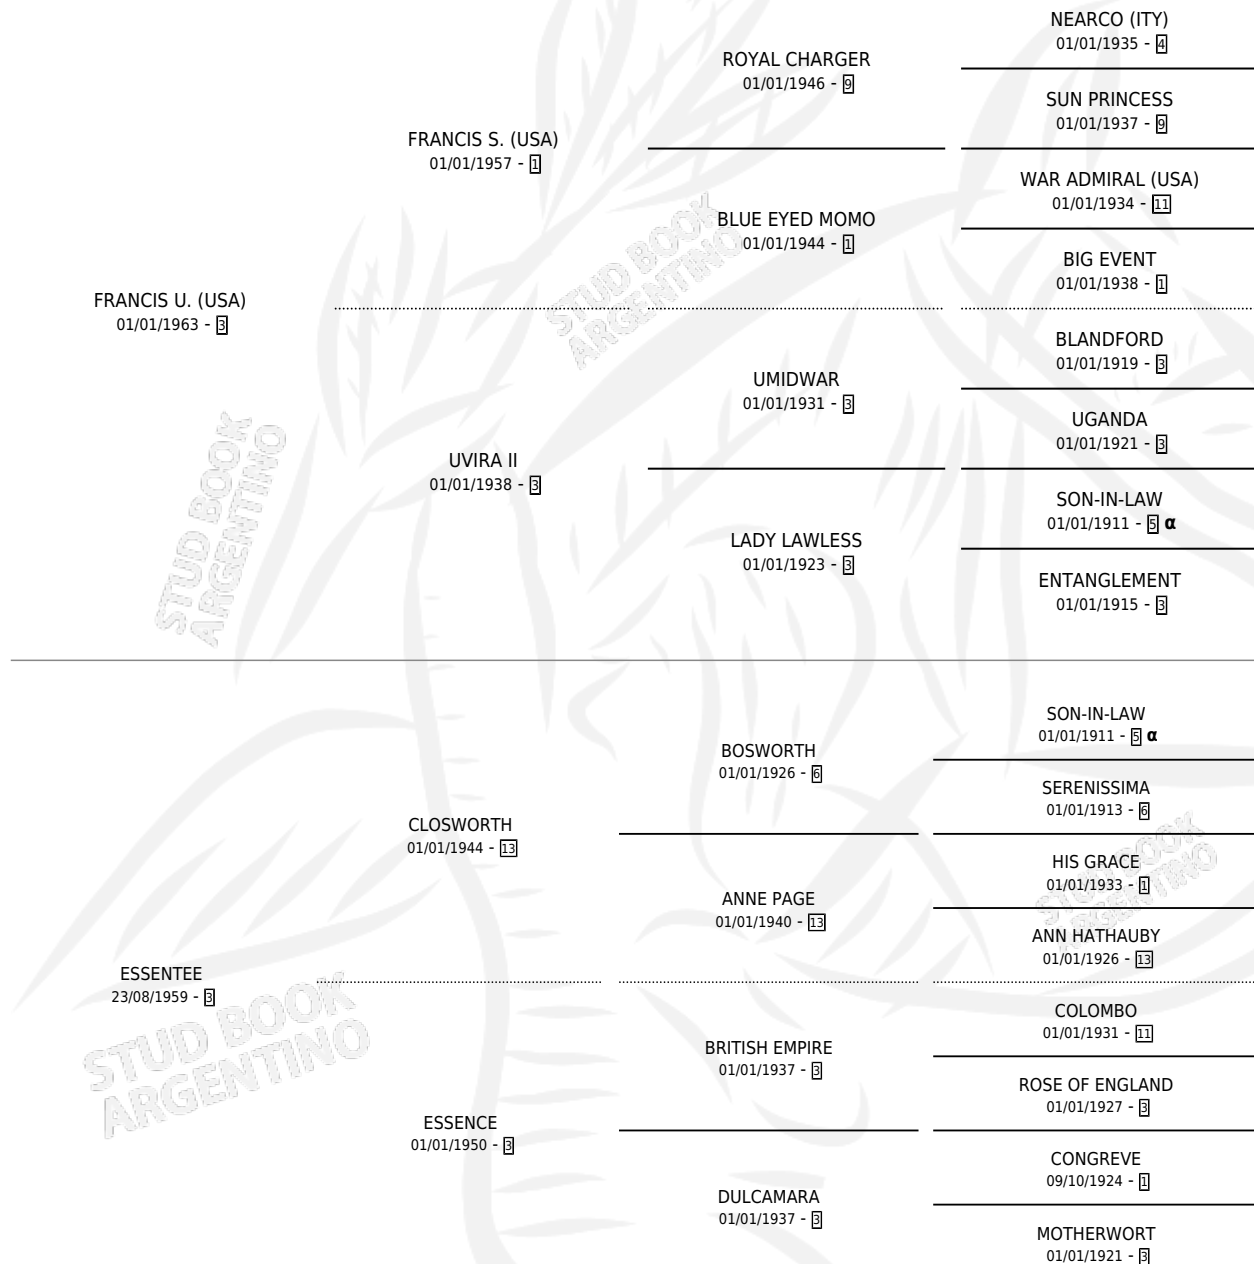 NEARCO (ITY)
01/01/1935 - 4
ROYAL CHARGER
01/01/1946 - 9
SUN PRINCESS
01/01/1937 - 9
FRANCIS S. (USA)
01/01/1957 - 1
WAR ADMIRAL (USA)
01/01/1934 - 11
BLUE EYED MOMO
01/01/1944 - 1
BIG EVENT
01/01/1938 - 1
STUD BOOK
ARGENTINO
FRANCIS U. (USA)
01/01/1963 - 3
BLANDFORD
01/01/1919 - 3
UMIDWAR
01/01/1931 - 3
UGANDA
01/01/1921 - 3
UVIRA II
01/01/1938 - 3
SON-IN-LAW
01/01/1911 - 5 α
LADY LAWLESS
01/01/1923 - 3
ENTANGLEMENT
01/01/1915 - 3
STUD BOOK
ARGENTINO
SON-IN-LAW
01/01/1911 - 5 α
BOSWORTH
01/01/1926 - 6
SERENISSIMA
01/01/1913 - 6
CLOSWORTH
01/01/1944 - 13
HIS GRACE
01/01/1933 - 1
STUD BOOK
ARGENTINO
ANNE PAGE
01/01/1940 - 13
ANN HATHAUBY
01/01/1926 - 13
ESSENTEE
23/08/1959 - 3
STUD BOOK
ARGENTINO
COLOMBO
01/01/1931 - 11
BRITISH EMPIRE
01/01/1937 - 3
ROSE OF ENGLAND
01/01/1927 - 3
ESSENCE
01/01/1950 - 3
CONGREVE
09/10/1924 - 1
DULCAMARA
01/01/1937 - 3
MOTHERWORT
01/01/1921 - 3